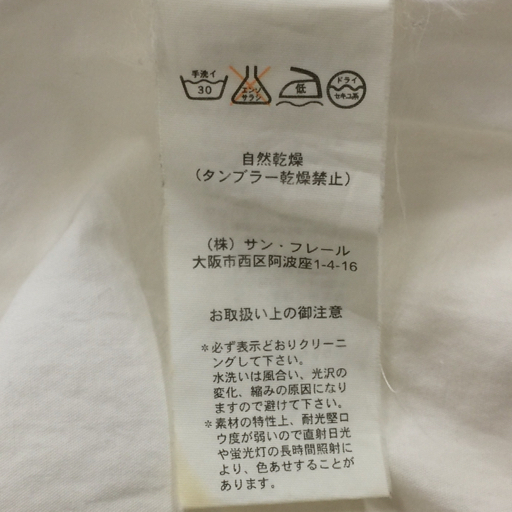 手洗イ
30
エンソ
サラシ
低
ドライ
セキユ系
自然乾燥
(タンブラー乾燥禁止)
(株)サン・フレール
大阪市西区阿波座1-4-16
お取扱い上の御注意
＊必ず表示どおりクリーニ
ングして下さい。
水洗いは風合い、光沢の
変化、縮みの原因になり
ますので避けて下さい。
＊素材の特性上、耐光堅ロ
ウ度が弱いので直射日光
や蛍光灯の長時間照射に
より、色あせすることが
あります。